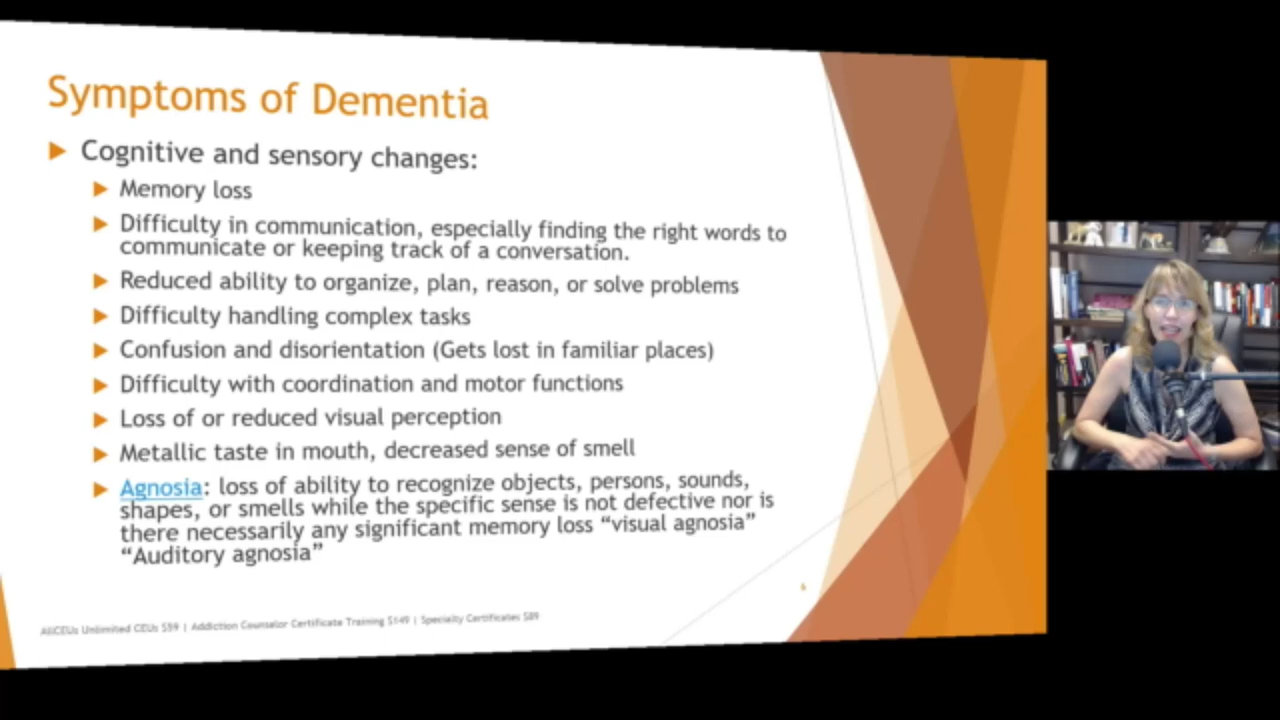 Symptoms of Dementia
Cognitive and sensory changes:
Memory loss
Difficulty in communication, especially finding the right words to
communicate or keeping track of a conversation.
Reduced ability to organize, plan, reason, or solve problems
Difficulty handling complex tasks
Confusion and disorientation (Gets lost in familiar places)
Difficulty with coordination and motor functions
Loss of or reduced visual perception
Metallic taste in mouth, decreased sense of smell
Agnosia: loss of ability to recognize objects, persons, sounds,
shapes, or smells while the specific sense is not defective nor is
there necessarily any significant memory loss “visual agnosia”
“Auditory agnosia”
AllCEUs Unlimited CEUs $59 | Addiction Counselor Certificate Training $149 | Specialty Certificates $89